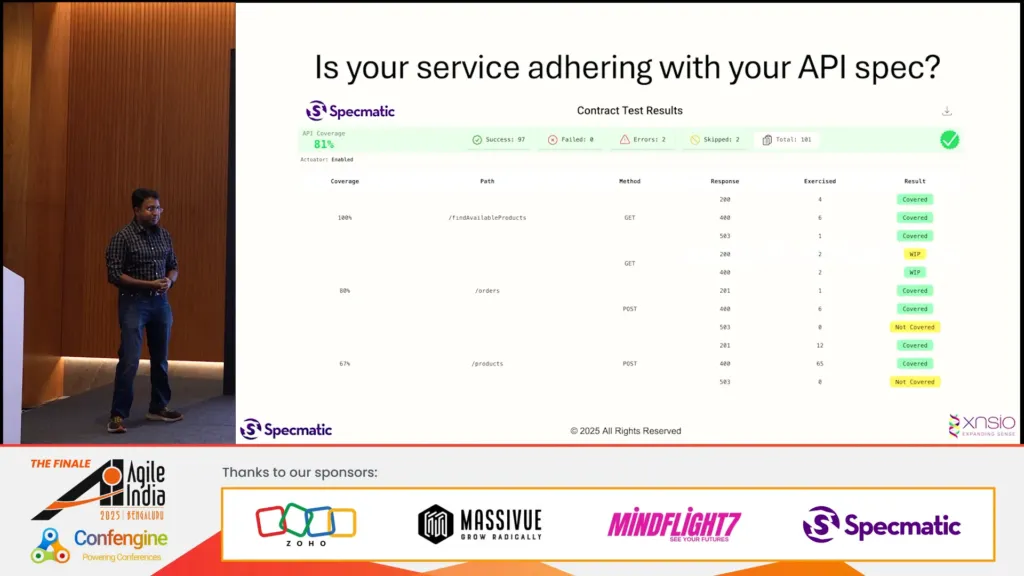 Is your service adhering with your API spec?
Specmatic
Contract Test Results
API Coverage
81%
Success: 97
Failed: 0
Errors: 2
Skipped: 2
Total: 101
Actuator: Enabled
Coverage Path Method Response Exercised Result
200 4 Covered
100% /findAvailableProducts GET 400 6 Covered
503 1 Covered
GET 200 2 WIP
400 2 WIP
80% /orders 201 1 Covered
POST 400 6 Covered
503 0 Not Covered
201 12 Covered
67% /products POST 400 65 Covered
503 0 Not Covered
Specmatic
© 2025 All Rights Reserved
xnsio
EXPANDING SENSE
THE FINALE
Agile
India
2025 | BENGALURU
Confengine
Powering Conferences
Thanks to our sponsors:
ZOHO
MASSIVUE
GROW RADICALLY
MINDFLIGHT7
SEE YOUR FUTURES
Specmatic